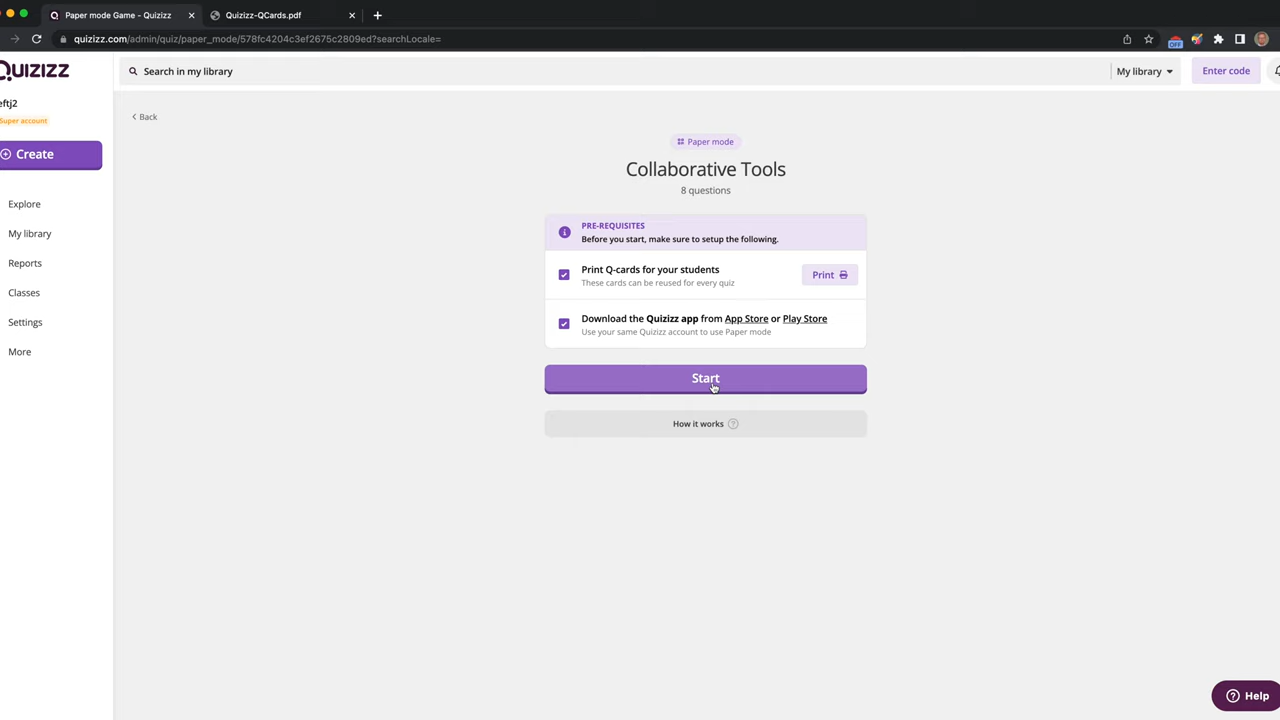 Paper mode Game - Quizizz
Quizizz-QCards.pdf
quizizz.com/admin/quiz/paper_mode/578fc4204c3ef2675c2809ed?searchLocale=
OFF
Quizizz
Search in my library
My library
Enter code
eftj2
Super account
Create
Explore
My library
Reports
Classes
Settings
More
Back
Paper mode
Collaborative Tools
8 questions
PRE-REQUISITES
Before you start, make sure to setup the following.
Print Q-cards for your students
These cards can be reused for every quiz
Print
Download the Quizizz app from App Store or Play Store
Use your same Quizizz account to use Paper mode
Start
How it works
Help